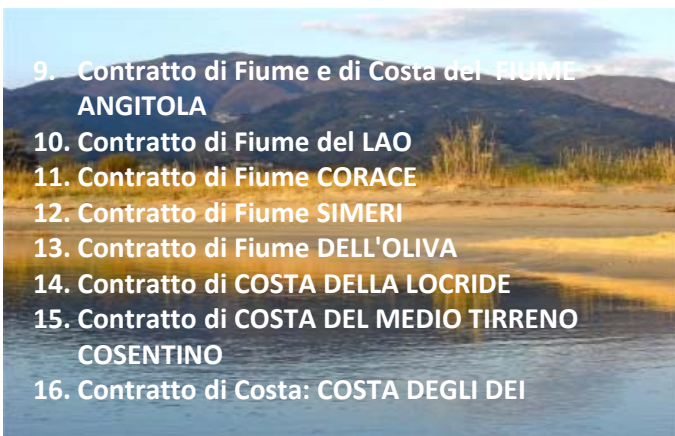 9. Contratto di Fiume e di Costa del FIUME
ANGITOLA
10. Contratto di Fiume del LAO
11. Contratto di Fiume CORACE
12. Contratto di Fiume SIMERI
13. Contratto di Fiume DELL'OLIVA
14. Contratto di COSTA DELLA LOCRIDE
15. Contratto di COSTA DEL MEDIO TIRRENO
COSENTINO
16. Contratto di Costa: COSTA DEGLI DEI